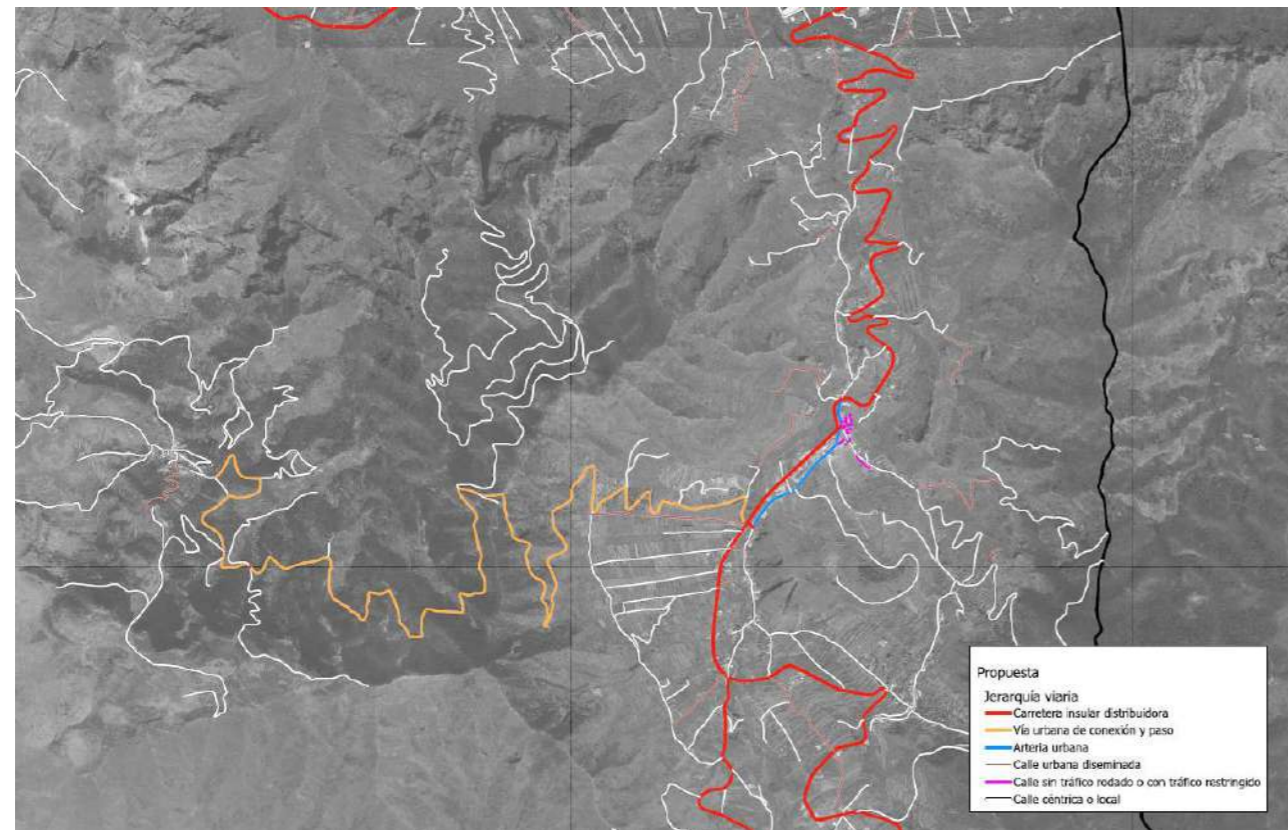 Propuesta
Jerarquía viaria
Carretera insular distribuidora
Vía urbana de conexión y paso
Arteria urbana
Calle urbana diseminada
Calle sin tráfico rodado o con tráfico restringido
Calle céntrica o local